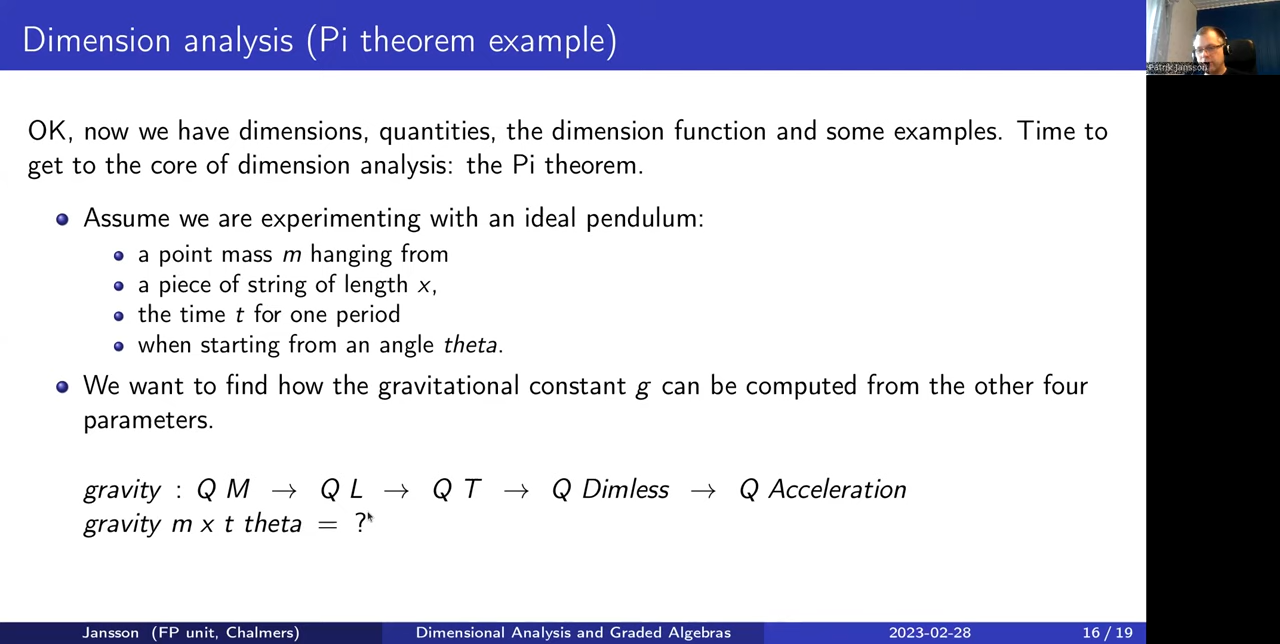 Dimension analysis (Pi theorem example)
Patrik Jansson
OK, now we have dimensions, quantities, the dimension function and some examples. Time to
get to the core of dimension analysis: the Pi theorem.
Assume we are experimenting with an ideal pendulum:
a point mass m hanging from
a piece of string of length x,
the time t for one period
when starting from an angle theta.
We want to find how the gravitational constant g can be computed from the other four
parameters.
gravity : Q M → Q L → Q T → Q Dimless → Q Acceleration
gravity m x t theta = ?
Jansson (FP unit, Chalmers) Dimensional Analysis and Graded Algebras 2023-02-28 16 / 19